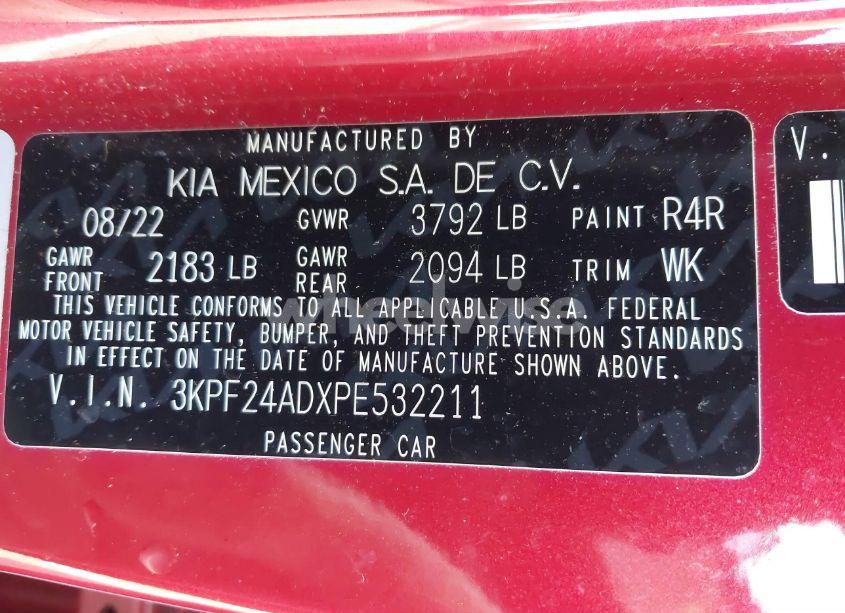 MANUFACTURED BY
KIA MEXICO S.A. DE C.V.
08/22 GVWR 3792 LB PAINT R4R
GAWR FRONT 2183 LB GAWR REAR 2094 LB TRIM WK
THIS VEHICLE CONFORMS TO ALL APPLICABLE U.S.A. FEDERAL
MOTOR VEHICLE SAFETY, BUMPER, AND THEFT PREVENTION STANDARDS
IN EFFECT ON THE DATE OF MANUFACTURE SHOWN ABOVE.
V.I.N. 3KPF24ADXPE532211
PASSENGER CAR
V.
wheelwise